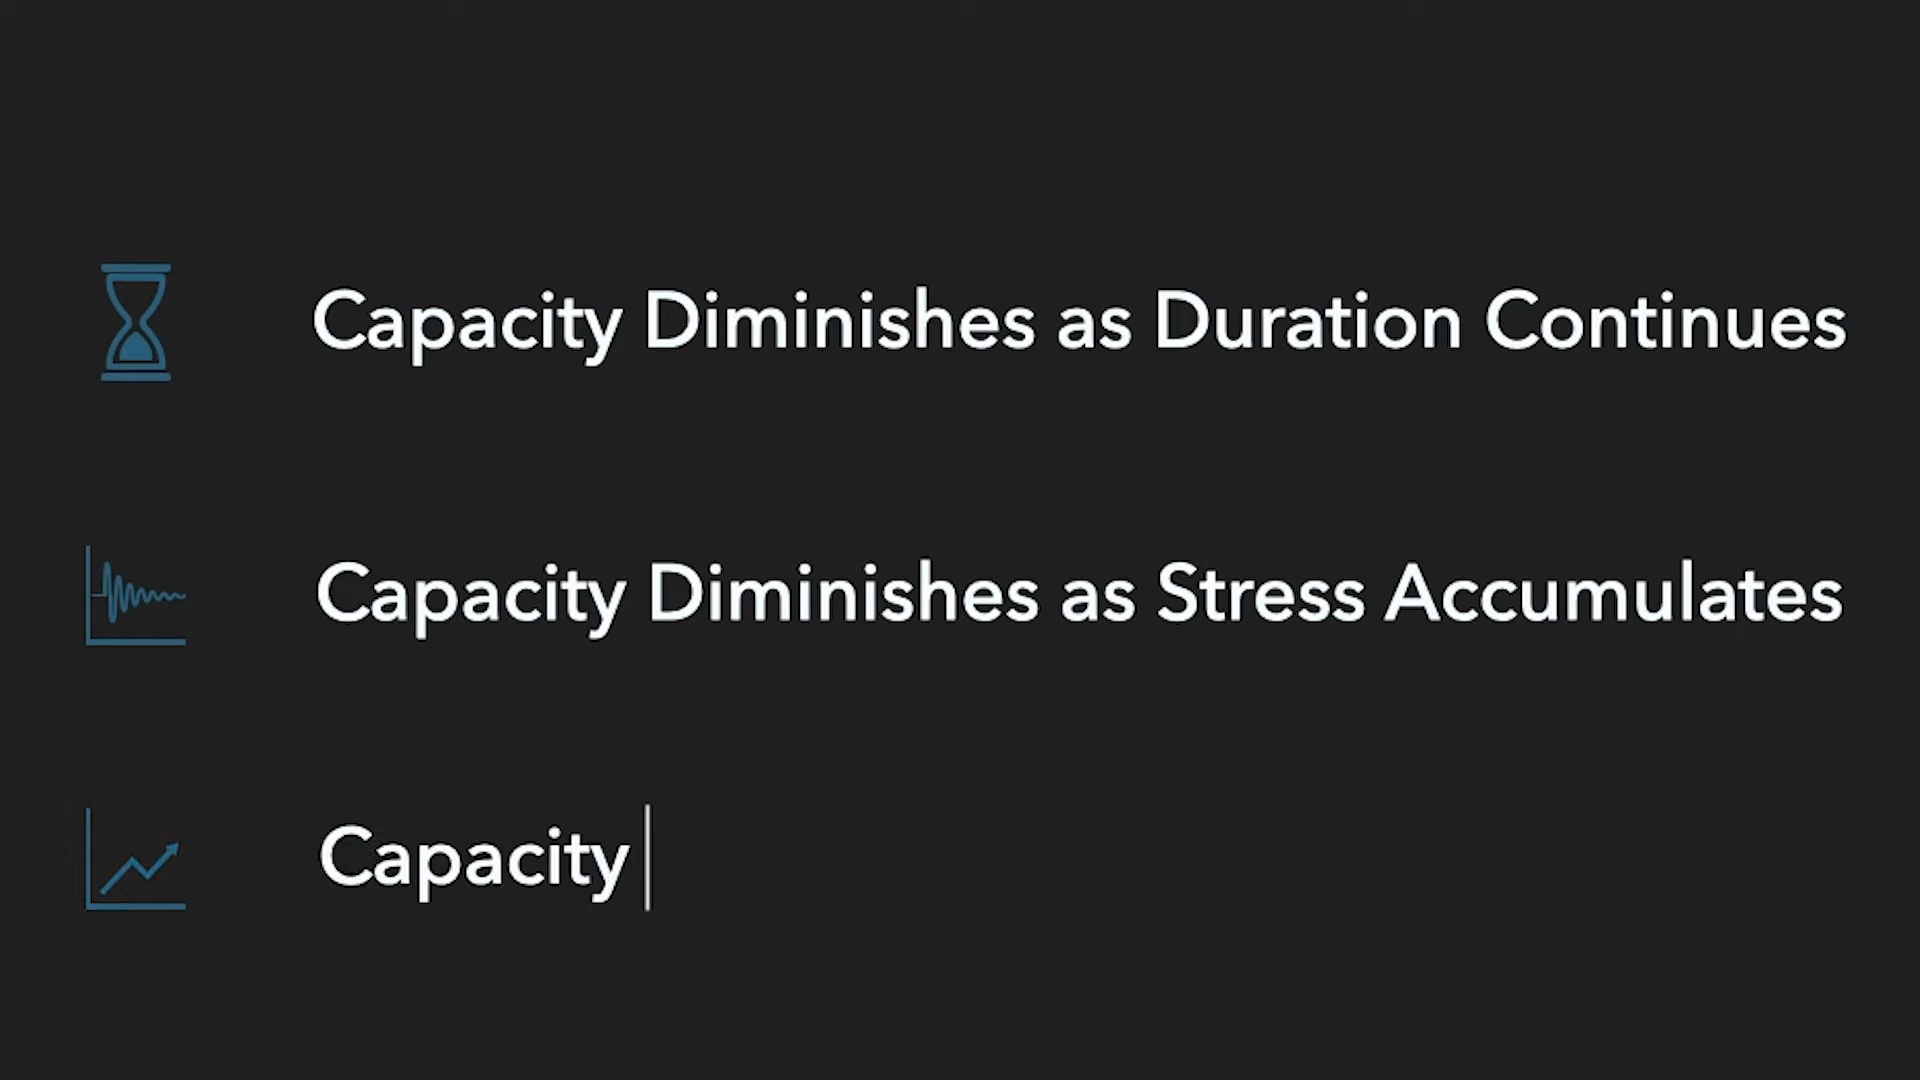 Capacity Diminishes as Duration Continues
Capacity Diminishes as Stress Accumulates
Capacity